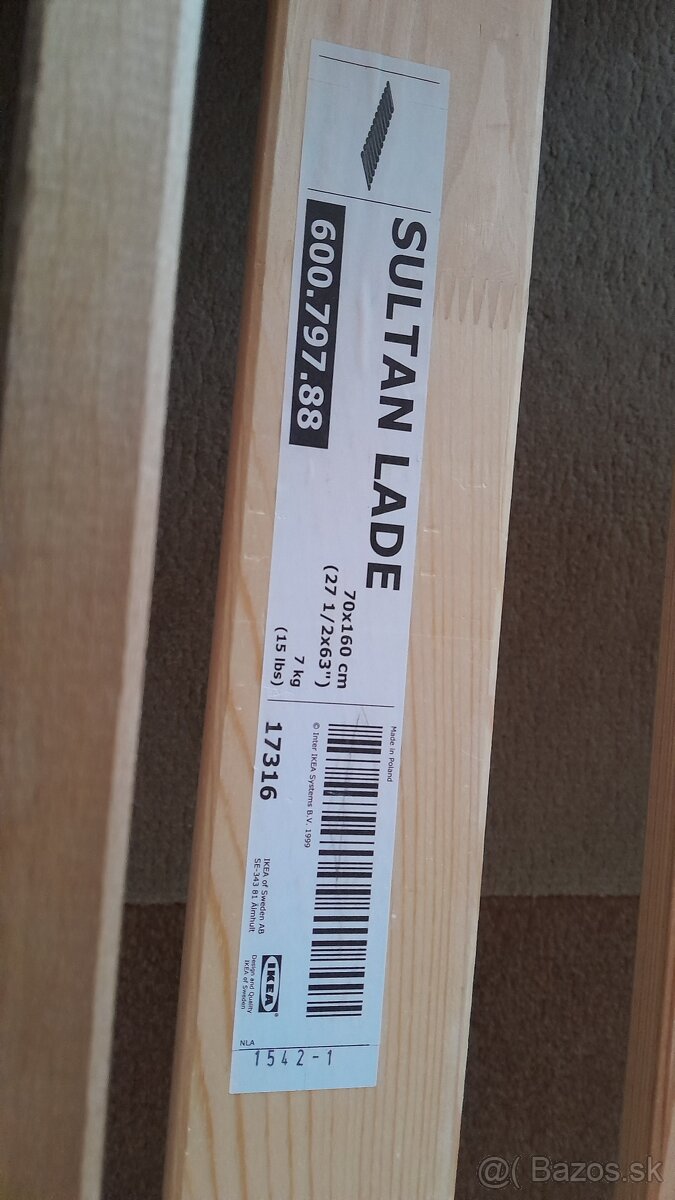 SULTAN LADE
600.797.88
70x160 cm
(27 1/2x63")
7 kg
(15 lbs)
Made in Poland
© Inter IKEA Systems B.V. 1999
17316
IKEA of Sweden AB
SE-343 81 Älmhult
IKEA®
Design and Quality
IKEA of Sweden
NLA
1542-1
@( Bazos.sk